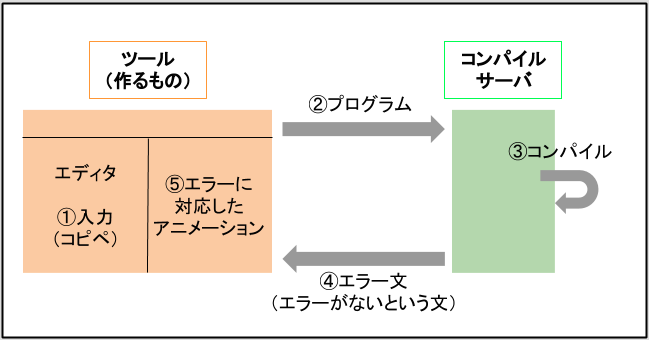 ツール
（作るもの）
コンパイル
サーバ
②プログラム
③コンパイル
エディタ
①入力
（コピペ）
⑤エラーに
対応した
アニメーション
④エラー文
（エラーがないという文）